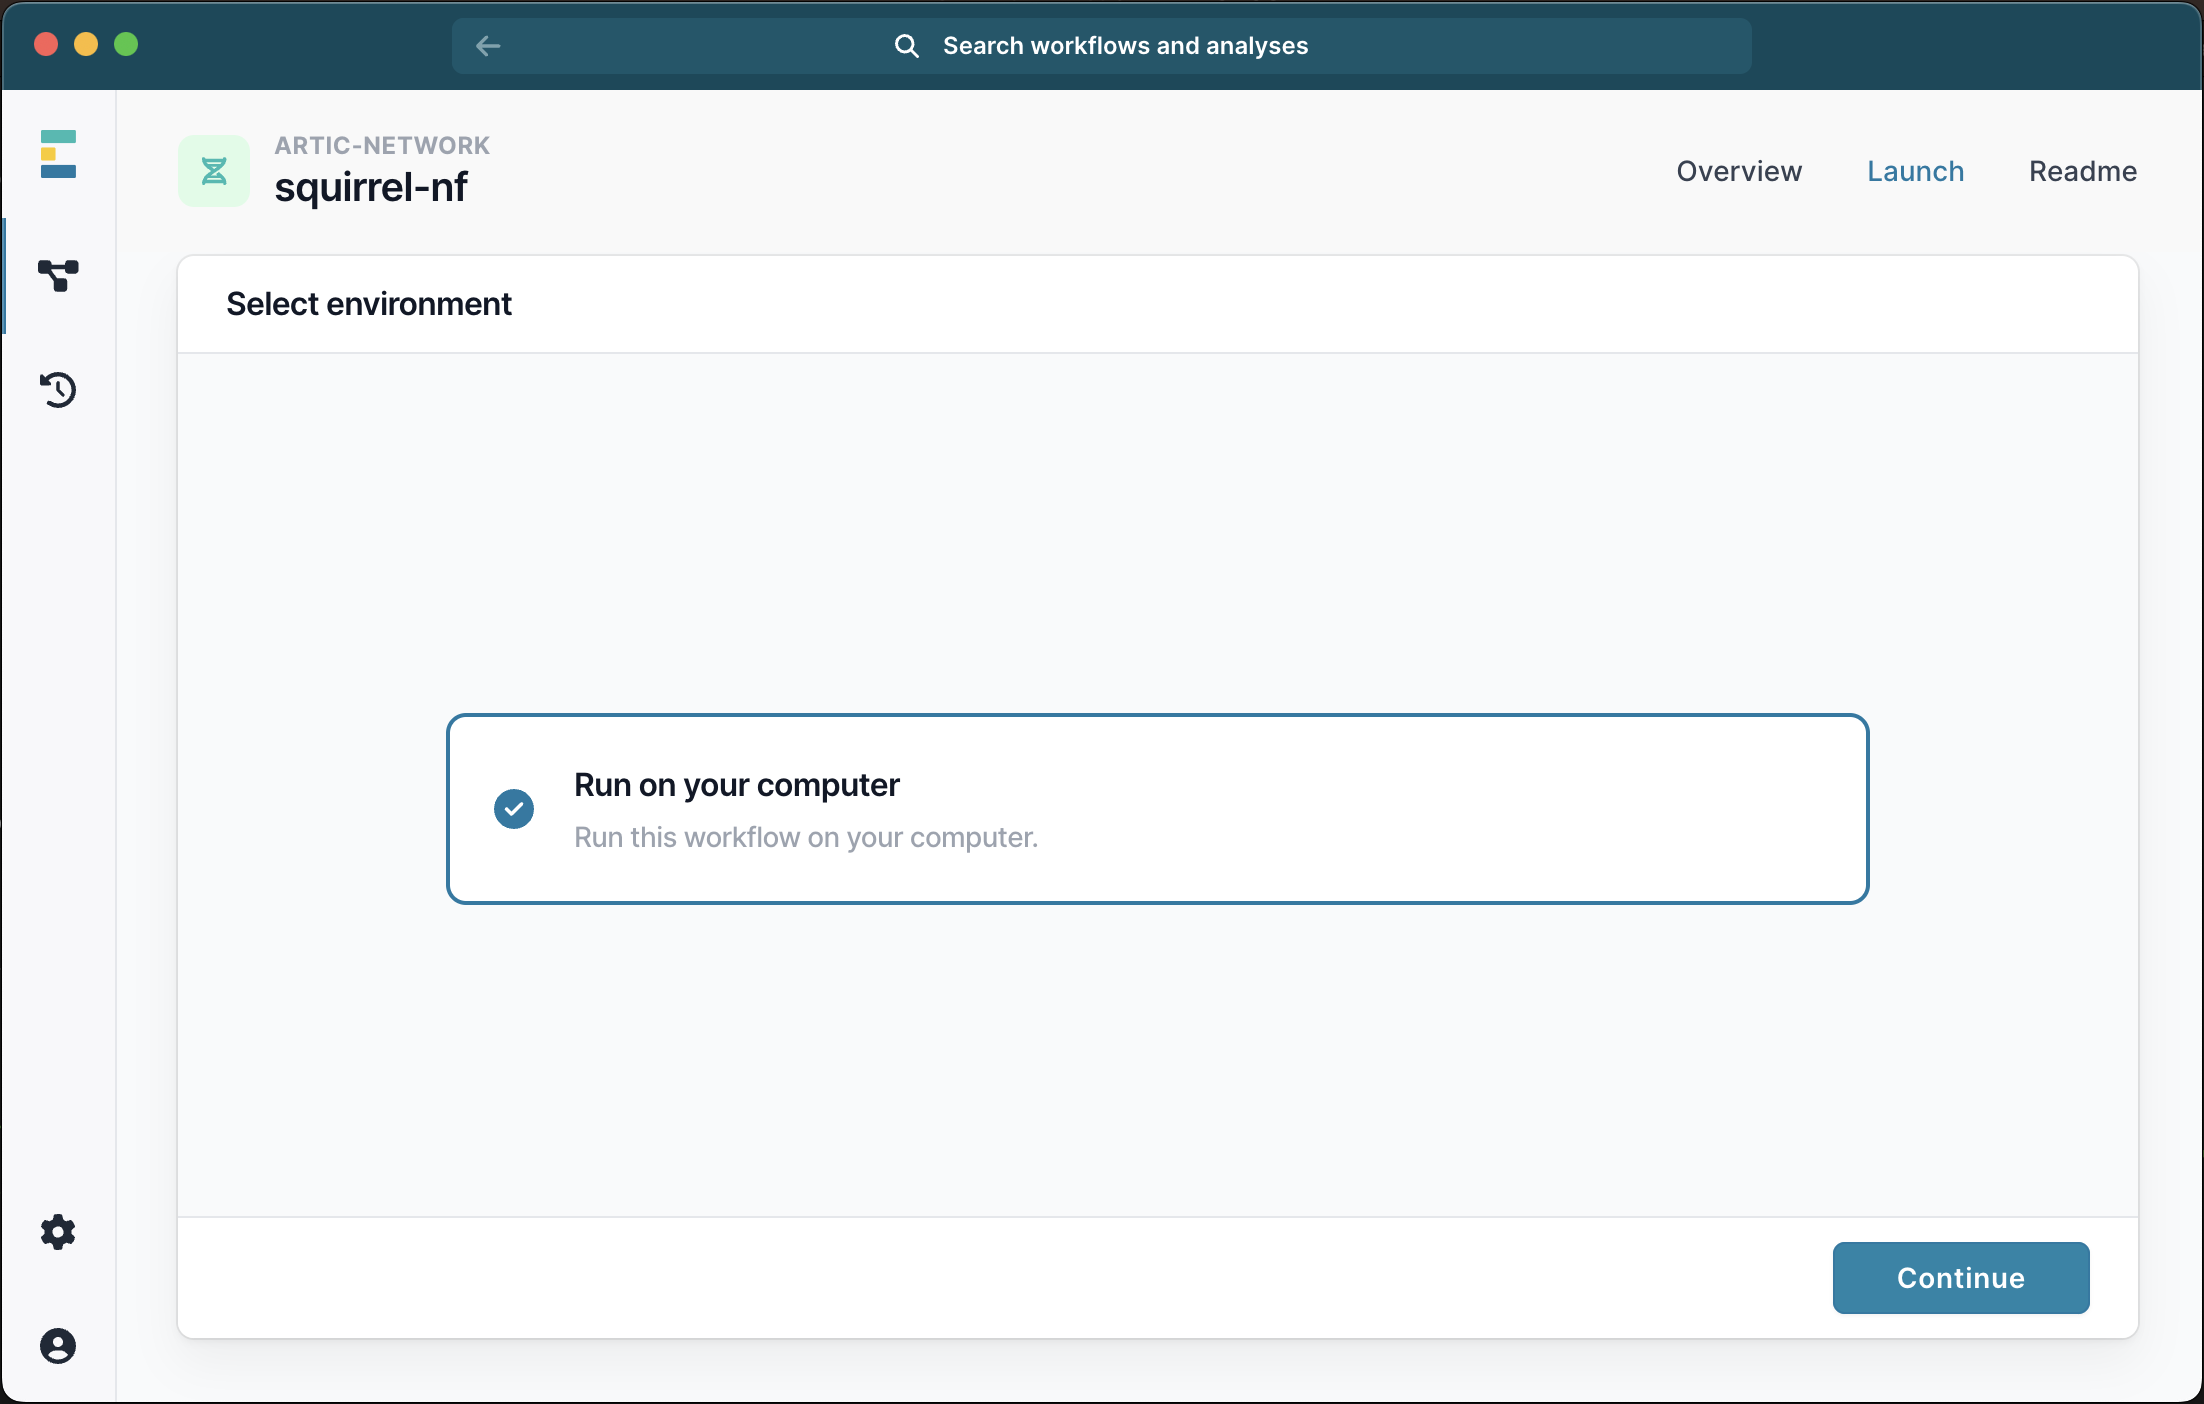 Search workflows and analyses
ARTIC-NETWORK
squirrel-nf
Overview
Launch
Readme
Select environment
Run on your computer
Run this workflow on your computer.
Continue